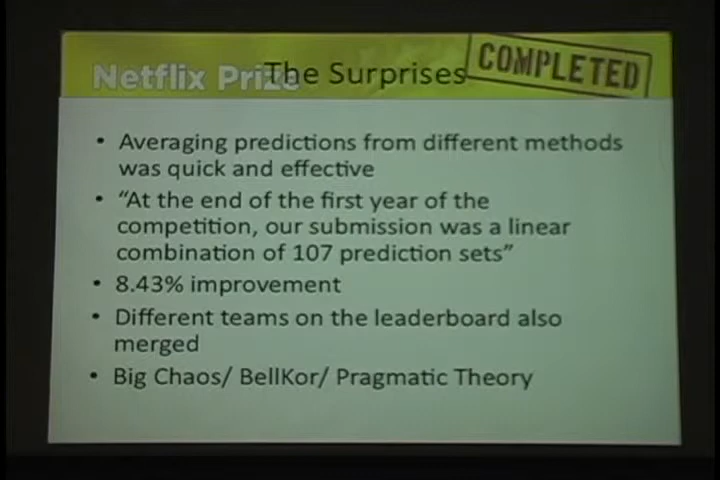 Netflix Prize
The Surprises
COMPLETED
• Averaging predictions from different methods
was quick and effective
• “At the end of the first year of the
competition, our submission was a linear
combination of 107 prediction sets”
• 8.43% improvement
• Different teams on the leaderboard also
merged
• Big Chaos/ BellKor/ Pragmatic Theory